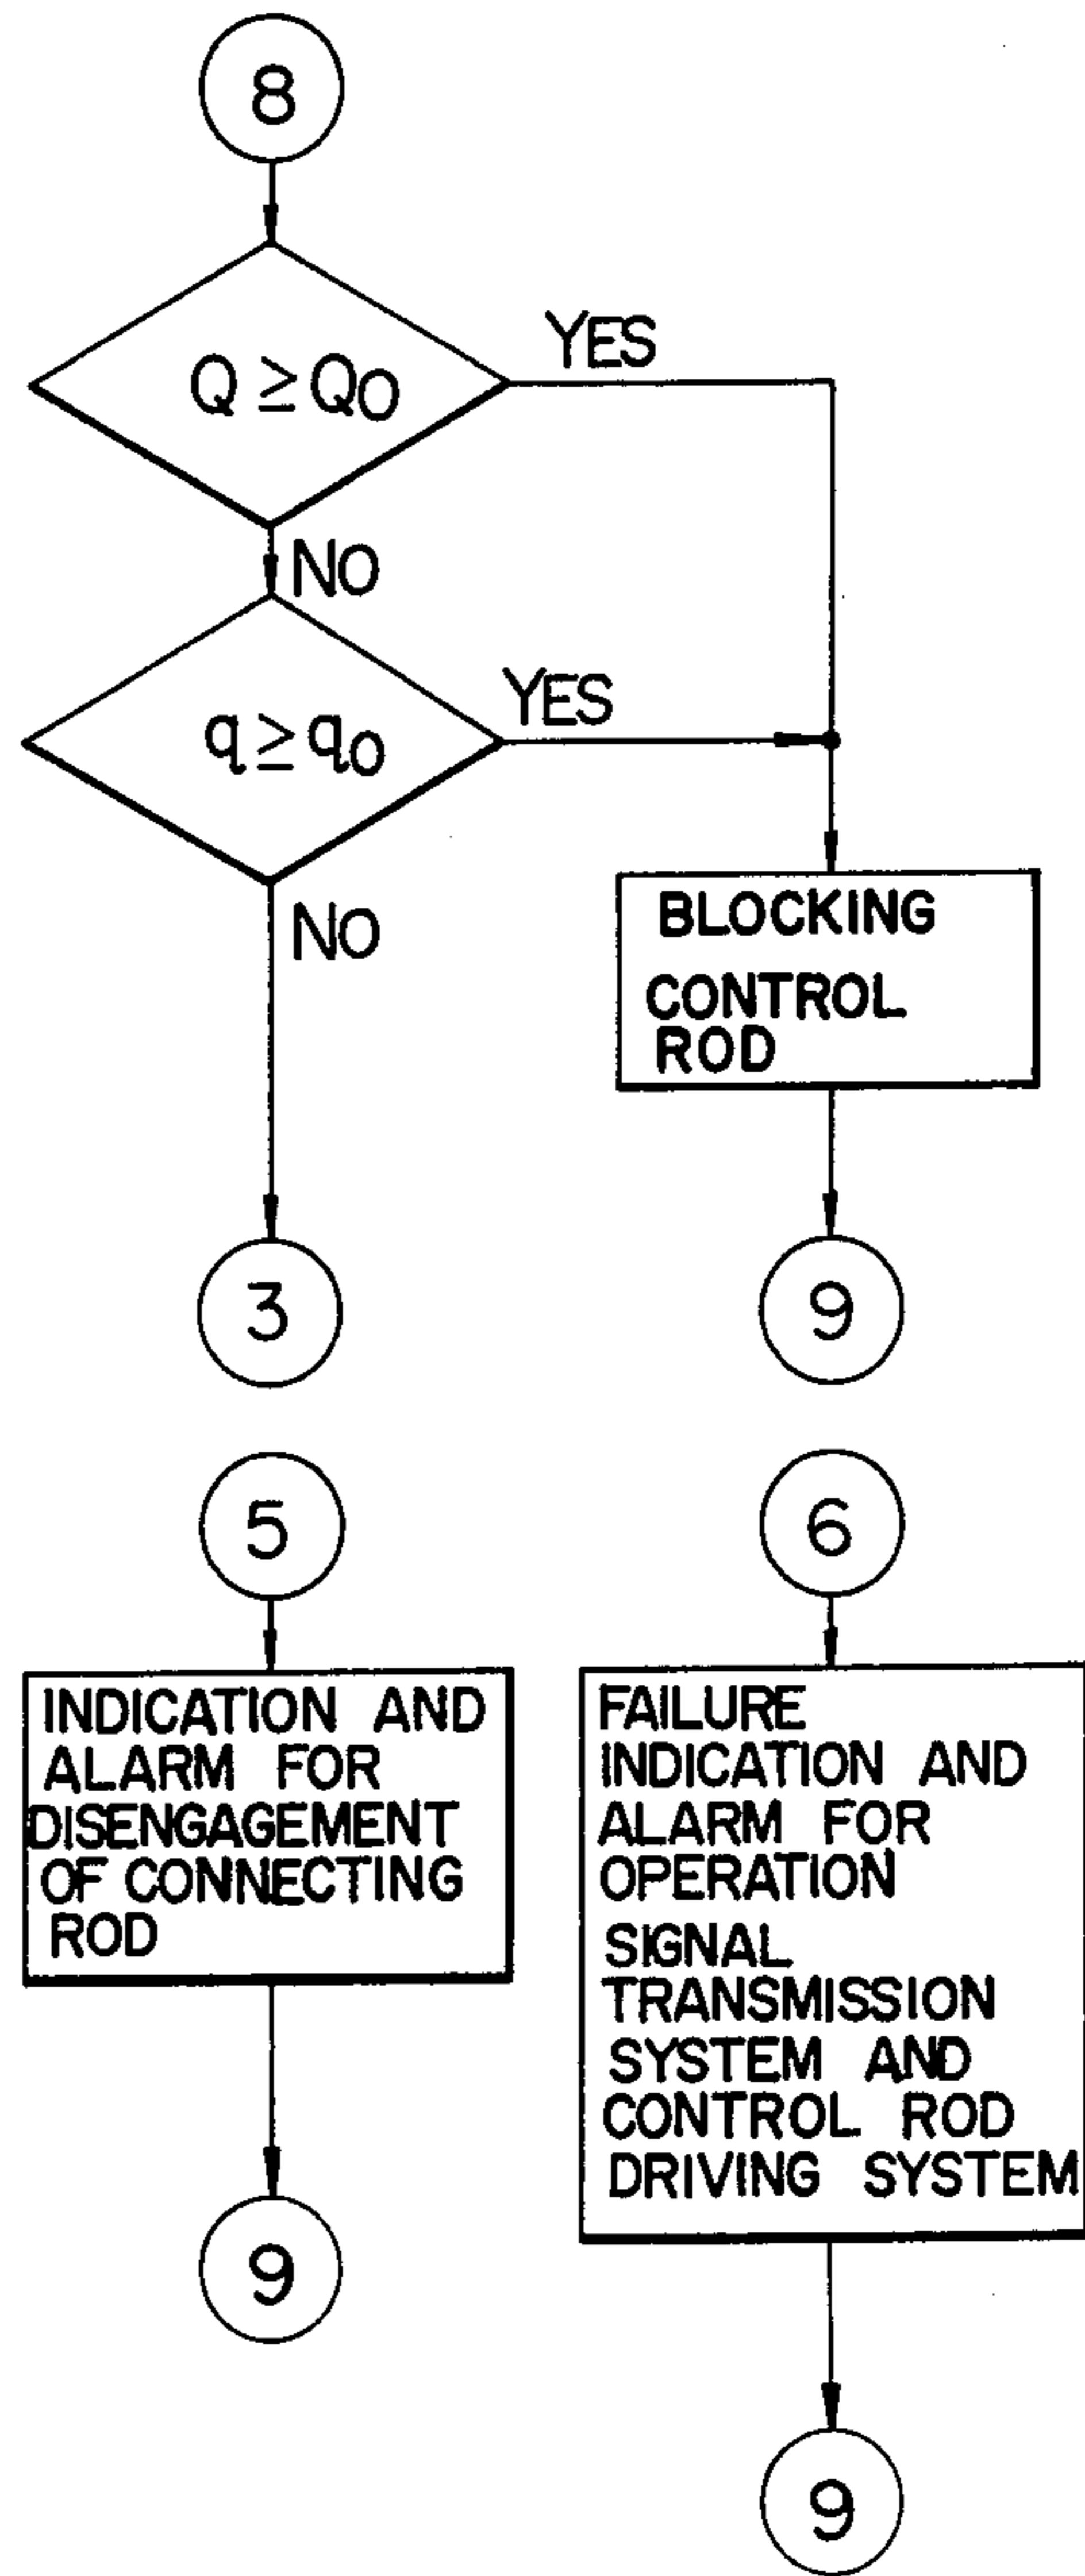 8
Q ≥ Q0
YES
NO
q ≥ q0
YES
NO
BLOCKING
CONTROL
ROD
3
9
5
6
INDICATION AND
ALARM FOR
DISENGAGEMENT
OF CONNECTING
ROD
FAILURE
INDICATION AND
ALARM FOR
OPERATION
SIGNAL
TRANSMISSION
SYSTEM AND
CONTROL ROD
DRIVING SYSTEM
9
9